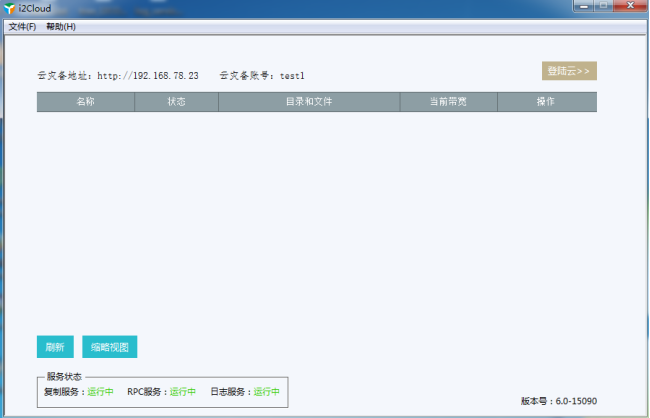 i2Cloud
文件(F) 帮助(H)
云灾备地址：http://192.168.78.23 云灾备账号：test1 登陆云>>
名称 状态 目录和文件 当前带宽 操作
刷新 缩略视图
服务状态
复制服务：运行中 RPC服务：运行中 日志服务：运行中
版本号：6.0-15090